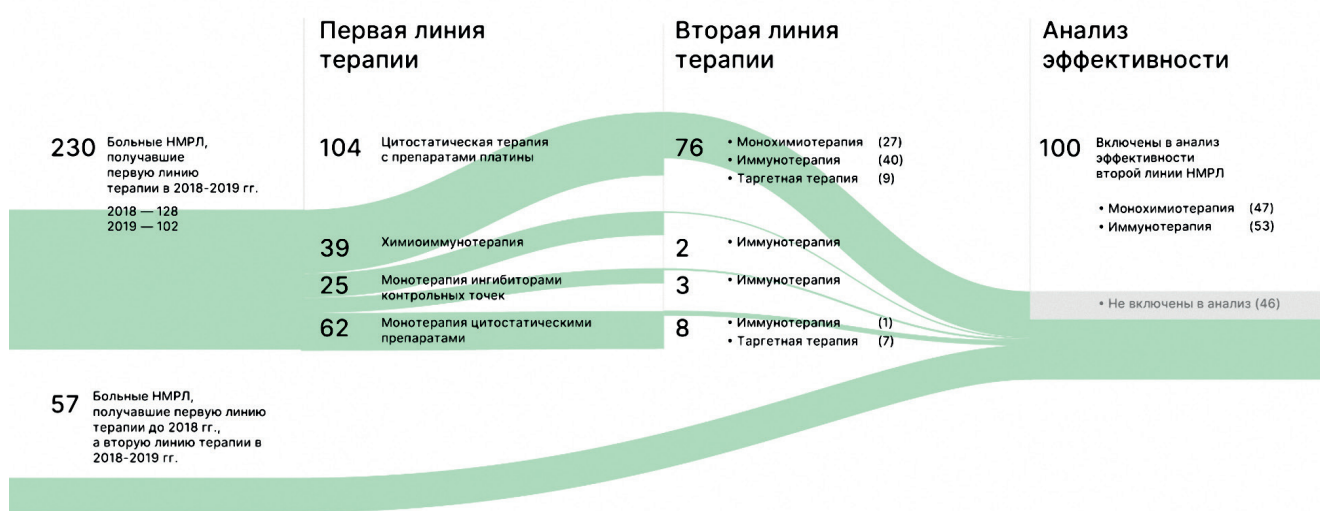 Первая линия
терапии
Вторая линия
терапии
Анализ
эффективности
230
Больные НМРЛ,
получавшие
первую линию
терапии в 2018-2019 гг.
2018 — 128
2019 — 102
104
Цитостатическая терапия
с препаратами платины
39
Химиоиммунотерапия
25
Монотерапия ингибиторами
контрольных точек
62
Монотерапия цитостатическими
препаратами
76
• Монохимиотерапия (27)
• Иммунотерапия (40)
• Таргетная терапия (9)
2
• Иммунотерапия
3
• Иммунотерапия
8
• Иммунотерапия (1)
• Таргетная терапия (7)
100
Включены в анализ
эффективности
второй линии НМРЛ
• Монохимиотерапия (47)
• Иммунотерапия (53)
• Не включены в анализ (46)
57
Больные НМРЛ,
получавшие первую линию
терапии до 2018 гг.,
а вторую линию терапии в
2018-2019 гг.